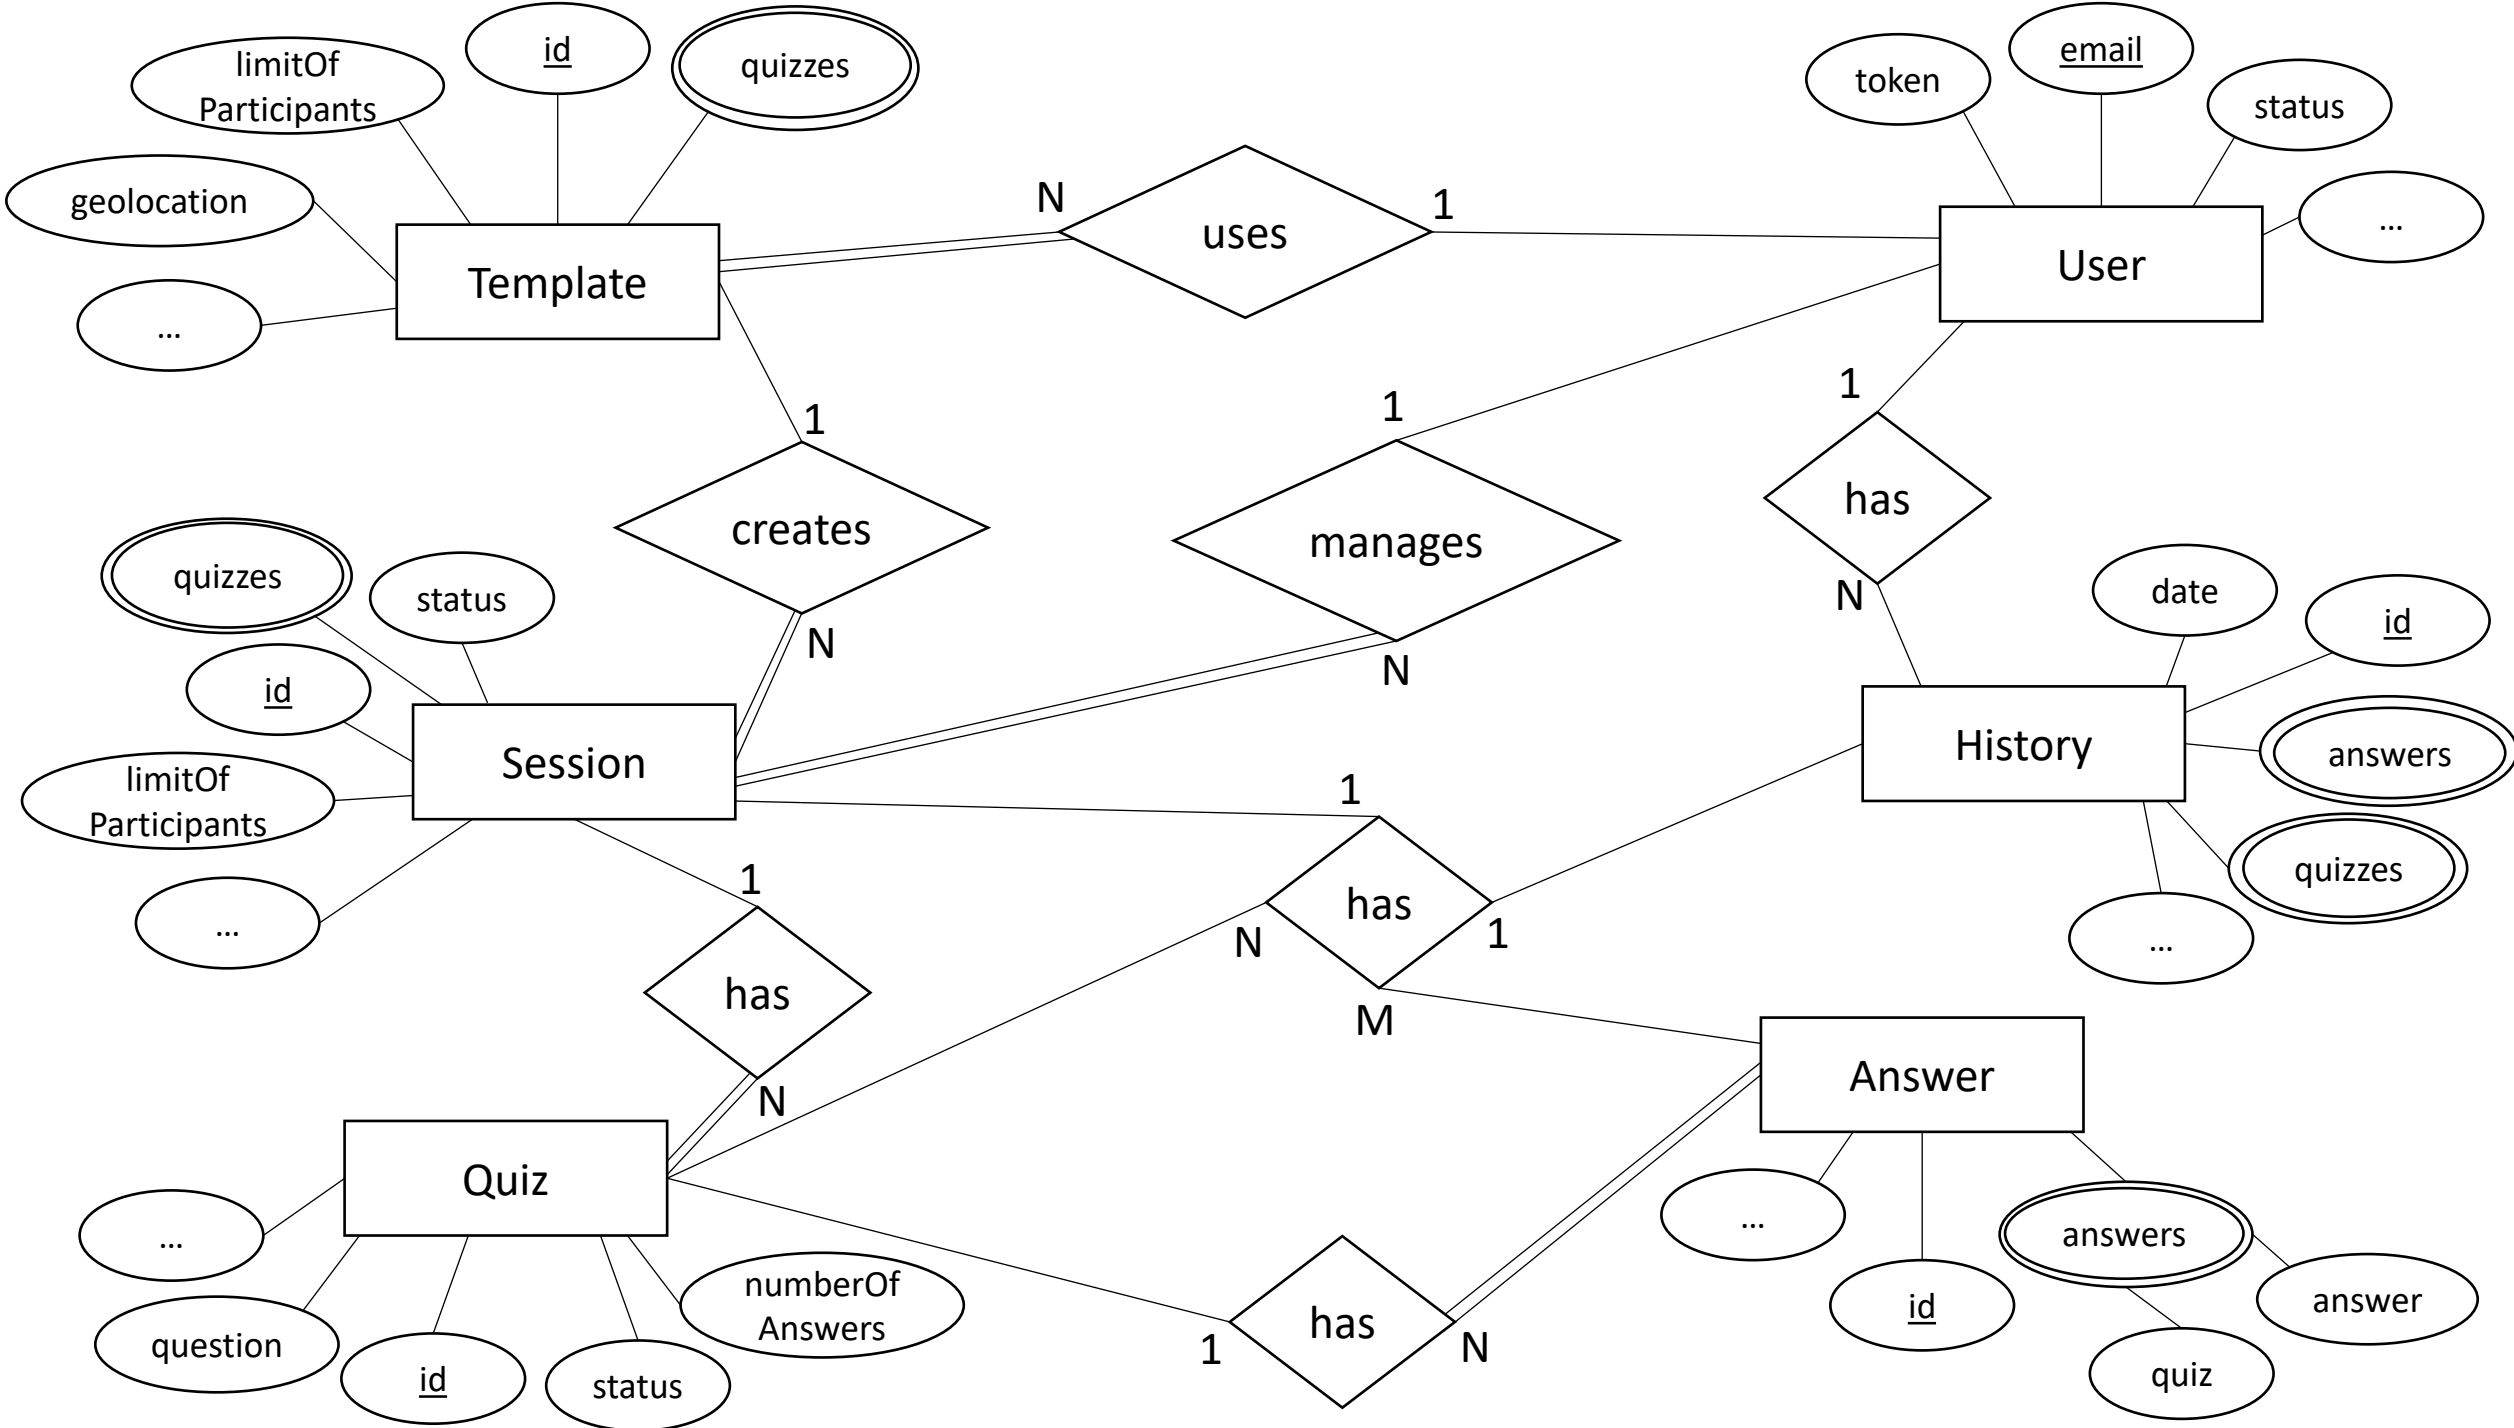 limitOf
Participants
id
quizzes
token
email
status
geolocation
...
N
uses
1
...
Template
User
1
1
1
creates
manages
has
quizzes
status
N
N
N
date
id
id
Session
History
answers
limitOf
Participants
1
quizzes
...
1
has
N
1
...
has
M
N
Answer
Quiz
...
...
answers
question
id
status
numberOf
Answers
1
has
N
id
answer
quiz